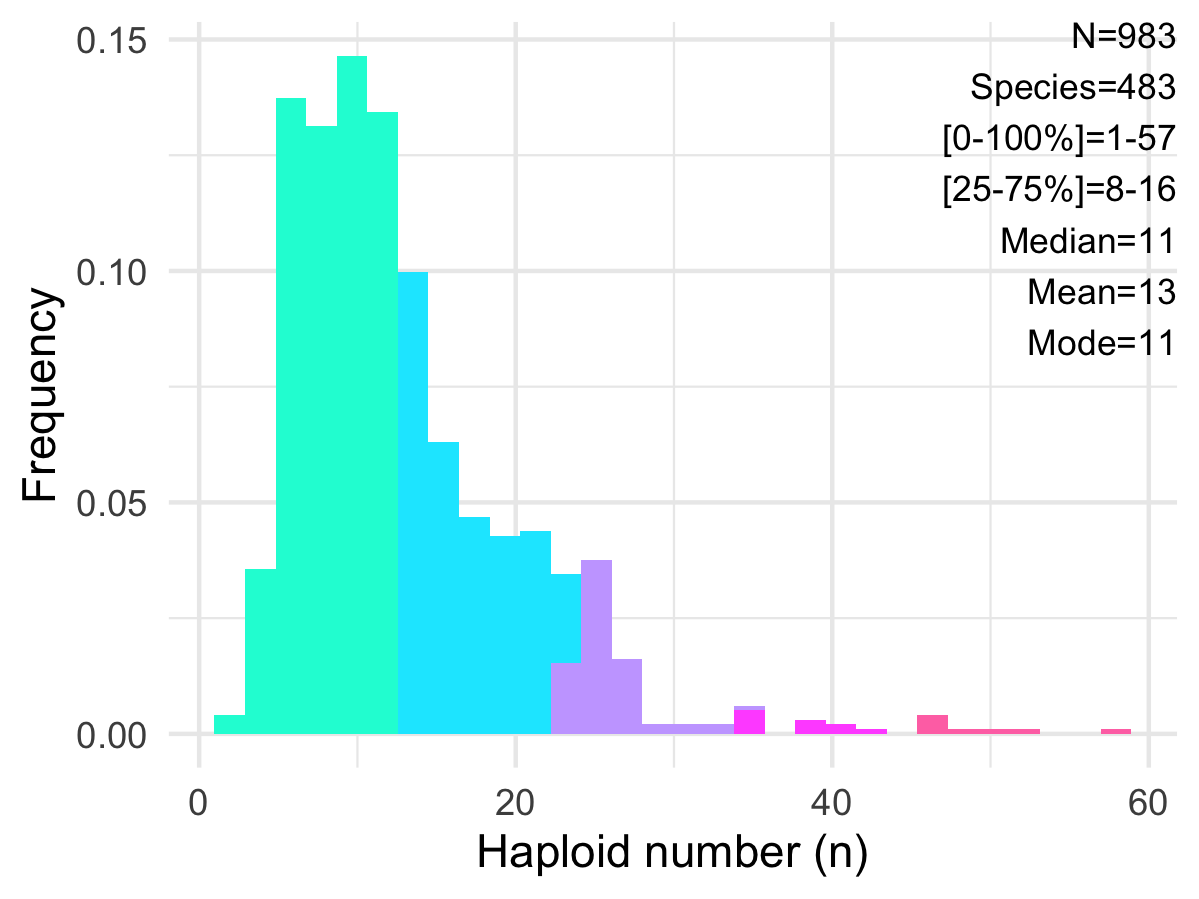 N=983
Species=483
[0-100%]=1-57
[25-75%]=8-16
Median=11
Mean=13
Mode=11
0.15
0.10
0.05
0.00
Frequency
0 20 40 60
Haploid number (n)